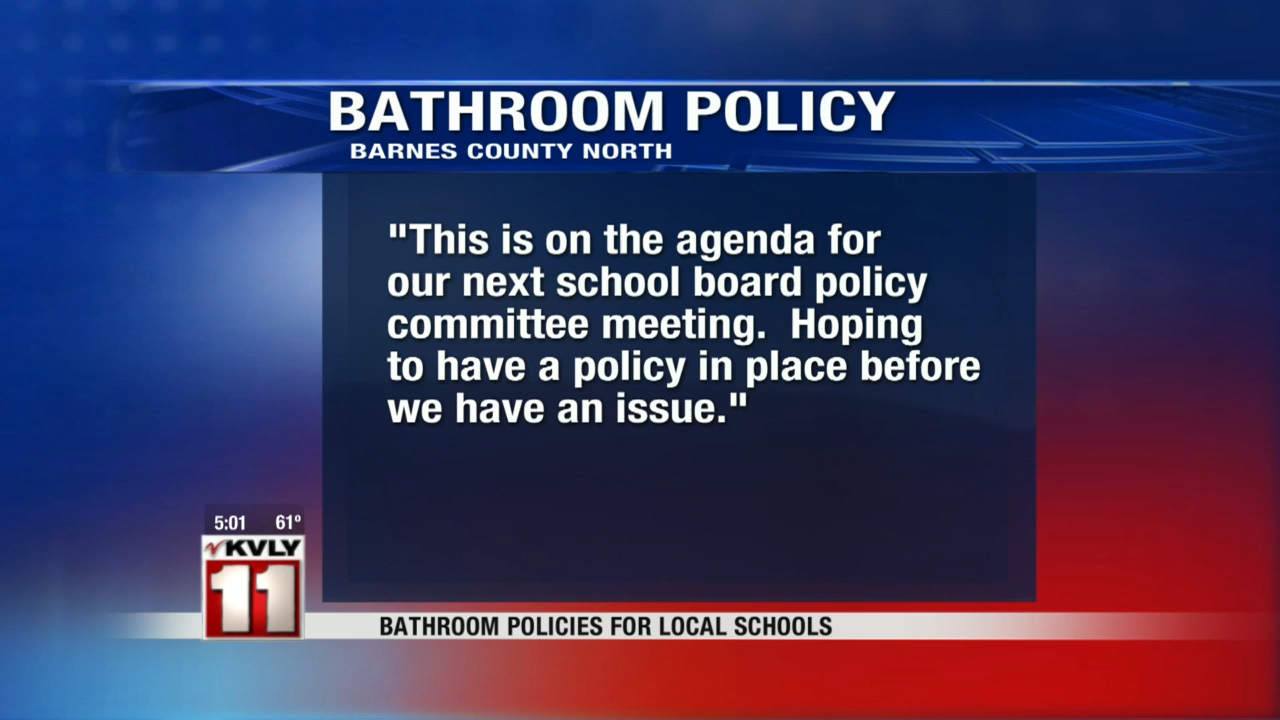 BATHROOM POLICY
BARNES COUNTY NORTH
"This is on the agenda for
our next school board policy
committee meeting.  Hoping
to have a policy in place before
we have an issue."
5:01 61°
KVLY
11
BATHROOM POLICIES FOR LOCAL SCHOOLS